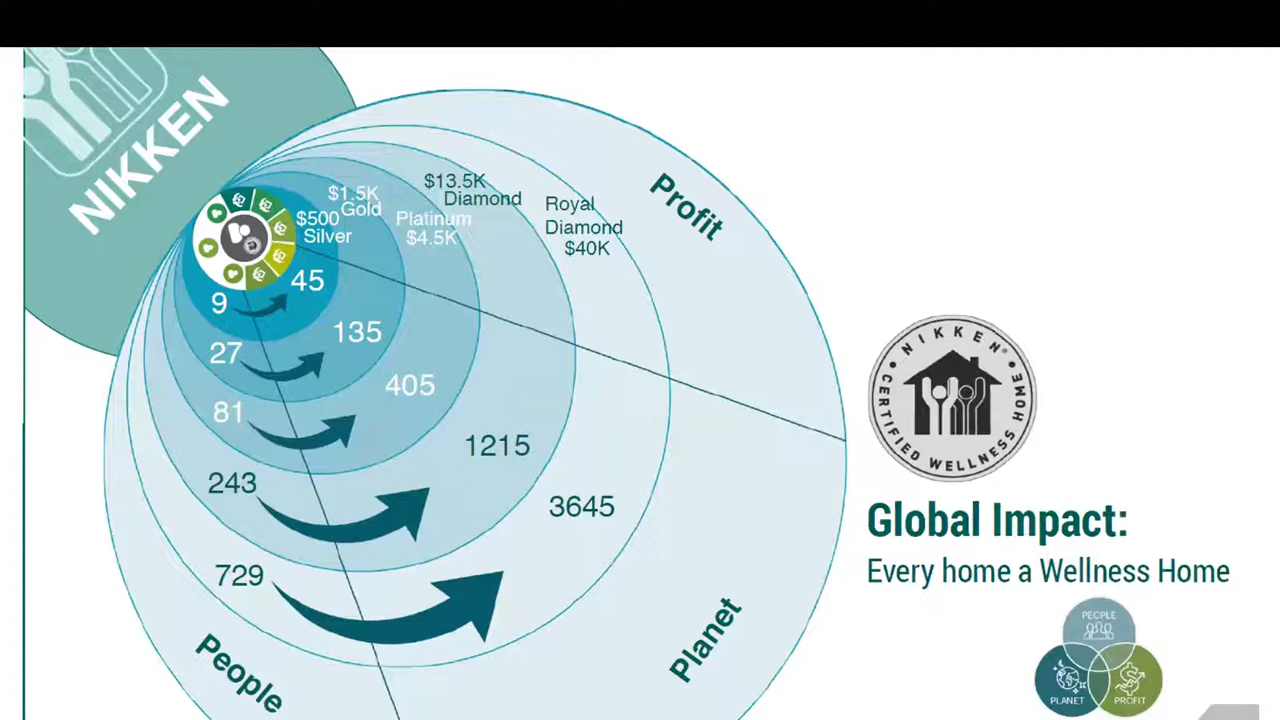 NIKKEN
Profit
$13.5K
Diamond
$1.5K
Gold
Royal
Diamond
$40K
$500
Silver
Platinum
$4.5K
9
45
27
135
81
405
243
1215
729
3645
People
Planet
NIKKEN®
CERTIFIED WELLNESS HOME
Global Impact:
Every home a Wellness Home
PEOPLE
PLANET
PROFIT